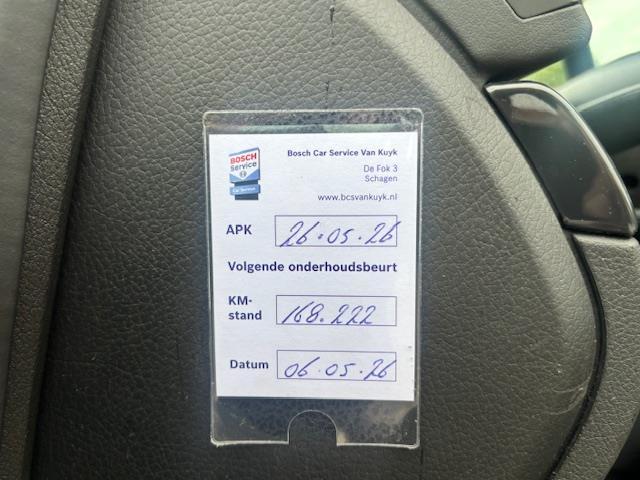 BOSCH
Service
Car Service
Bosch Car Service Van Kuyk
De Fok 3
Schagen
www.bcsvankuyk.nl
APK 26.05.26
Volgende onderhoudsbeurt
KM-
stand 168.222
Datum 06.05.26